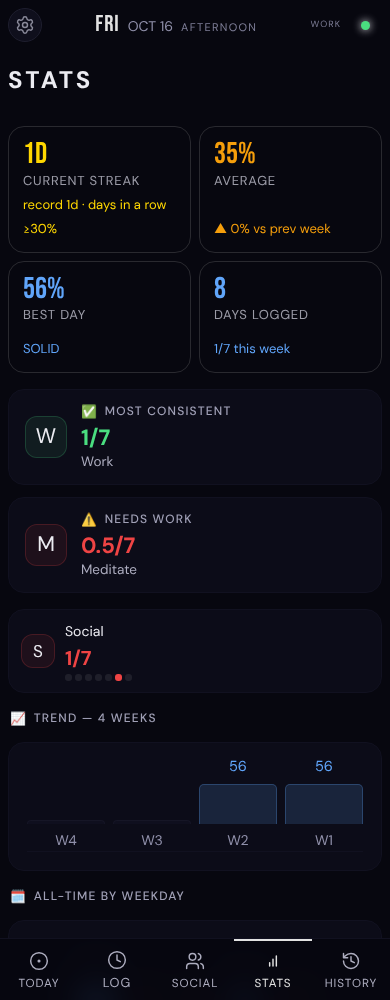 FRI OCT 16 AFTERNOON WORK
STATS
1D
CURRENT STREAK
record 1d · days in a row
≥30%
35%
AVERAGE
▲ 0% vs prev week
56%
BEST DAY
SOLID
8
DAYS LOGGED
1/7 this week
W
✅ MOST CONSISTENT
1/7
Work
M
⚠️ NEEDS WORK
0.5/7
Meditate
S
Social
1/7
📈 TREND — 4 WEEKS
56 56
W4 W3 W2 W1
🗓️ ALL-TIME BY WEEKDAY
TODAY LOG SOCIAL STATS HISTORY